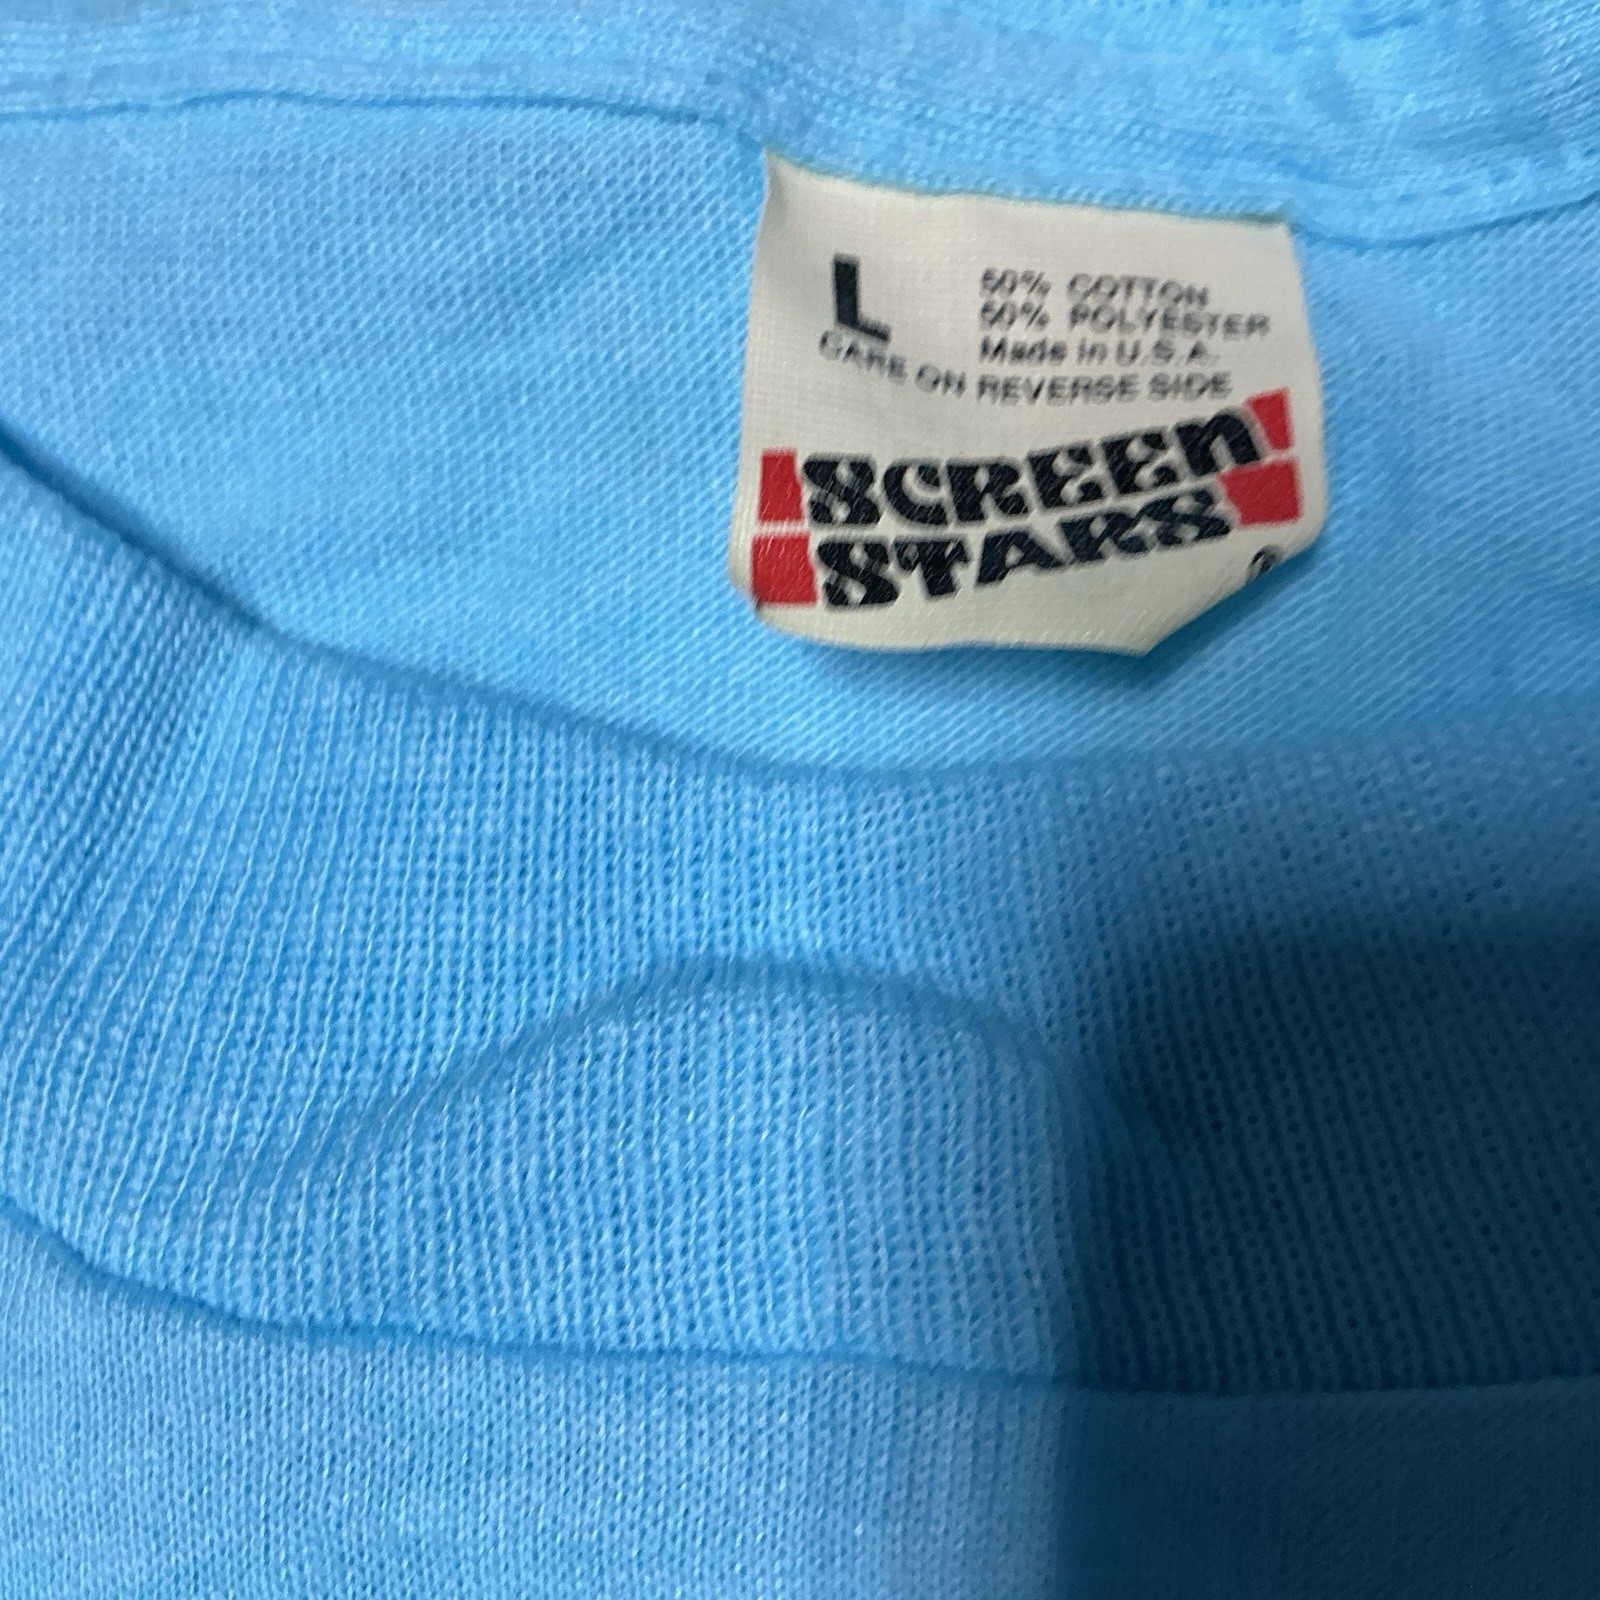 L
50% COTTON
50% POLYESTER
Made in U.S.A.
CARE ON REVERSE SIDE
SCREEN
STARS
®